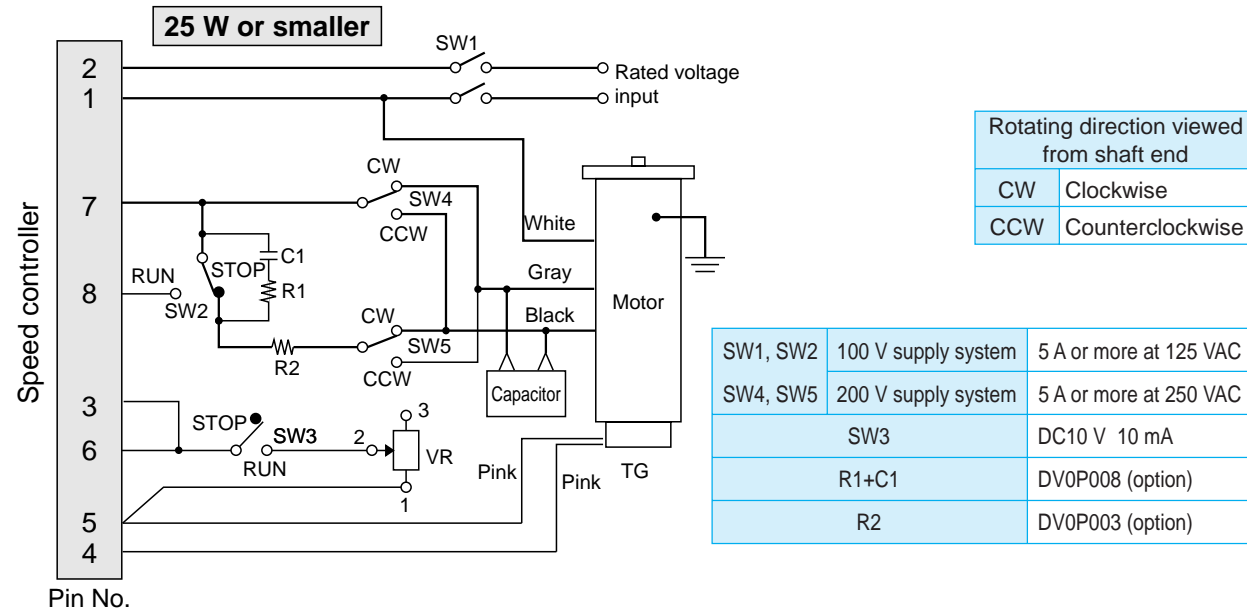 25 W or smaller
SW1
2
Rated voltage
1
input
Rotating direction viewed
from shaft end
CW Clockwise
CCW Counterclockwise
CW
7
SW4
CCW
White
Speed controller
STOP
C1
Gray
RUN
8
R1
Motor
SW2
Black
CW
SW5
R2
CCW
Capacitor
SW1, SW2 100 V supply system 5 A or more at 125 VAC
SW4, SW5 200 V supply system 5 A or more at 250 VAC
SW3 DC10 V 10 mA
R1+C1 DV0P008 (option)
R2 DV0P003 (option)
3
STOP
3
SW3
2
6
VR
RUN
Pink
Pink
TG
1
5
4
Pin No.